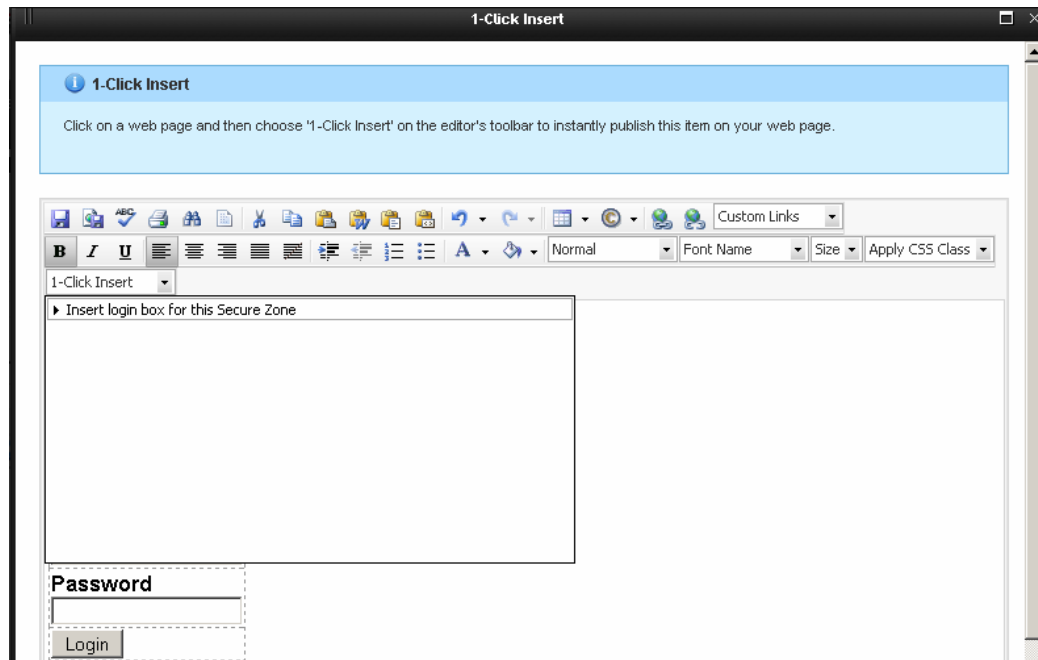 1-Click Insert
1-Click Insert
Click on a web page and then choose '1-Click Insert' on the editor's toolbar to instantly publish this item on your web page.
ABC Custom Links
B I U A Normal Font Name Size Apply CSS Class
1-Click Insert
Insert login box for this Secure Zone
Password
Login